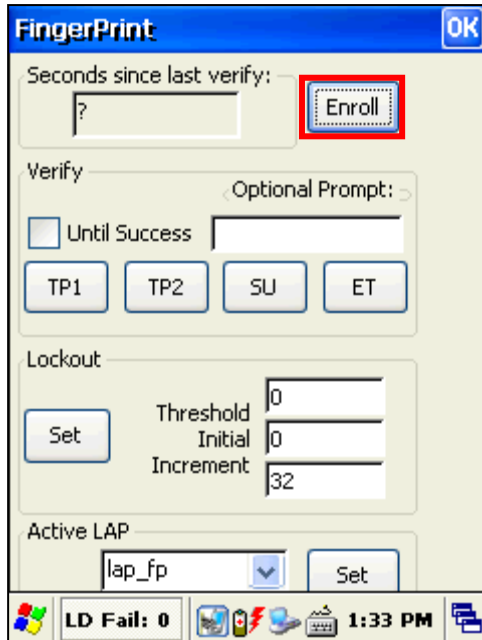 FingerPrint OK
Seconds since last verify:
? Enroll
Verify
Optional Prompt:
Until Success
TP1 TP2 SU ET
Lockout
Threshold 0
Set Initial 0
Increment 32
Active LAP
lap_fp Set
LD Fail: 0 1:33 PM